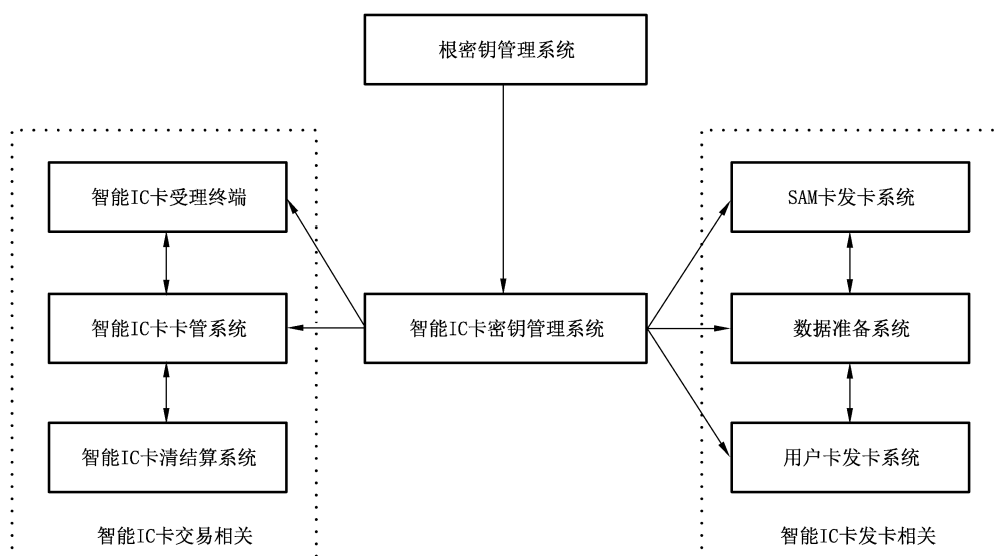 根密钥管理系统
智能IC卡受理终端
SAM卡发卡系统
智能IC卡卡管系统
智能IC卡密钥管理系统
数据准备系统
智能IC卡清结算系统
用户卡发卡系统
智能IC卡交易相关
智能IC卡发卡相关